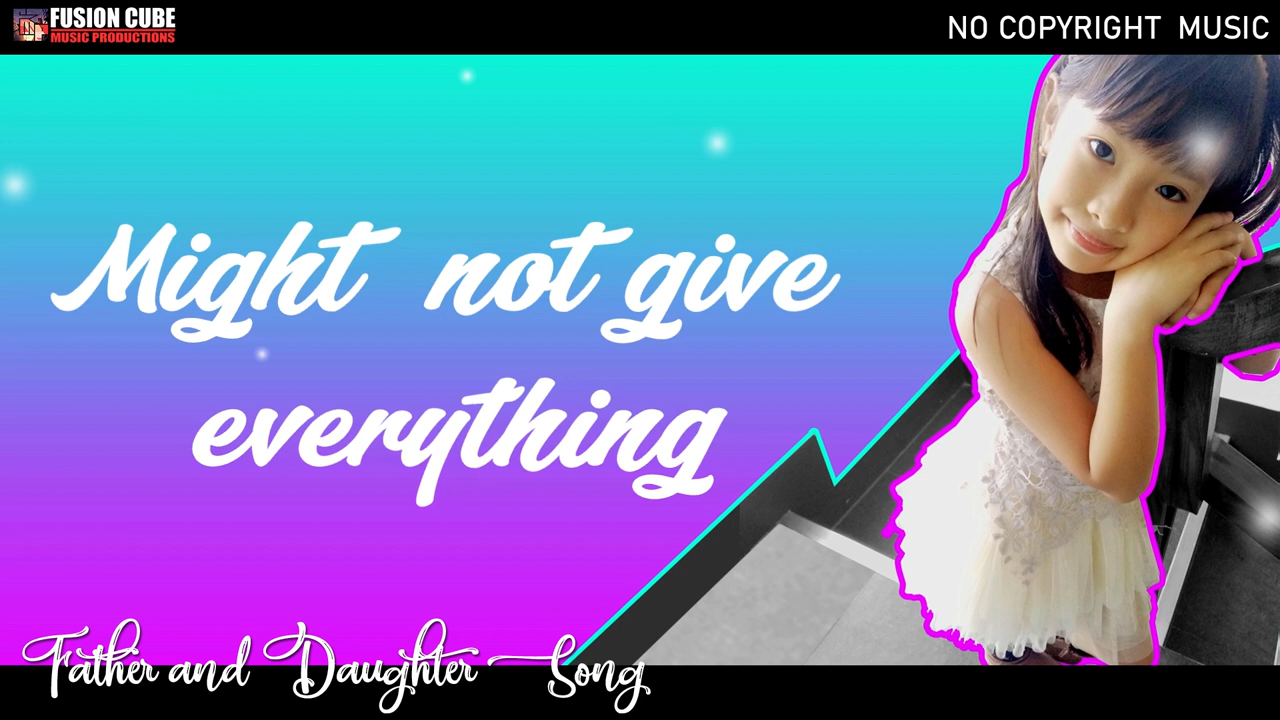 FUSION CUBE
MUSIC PRODUCTIONS
NO COPYRIGHT MUSIC
Might not give
everything
Father and Daughter Song